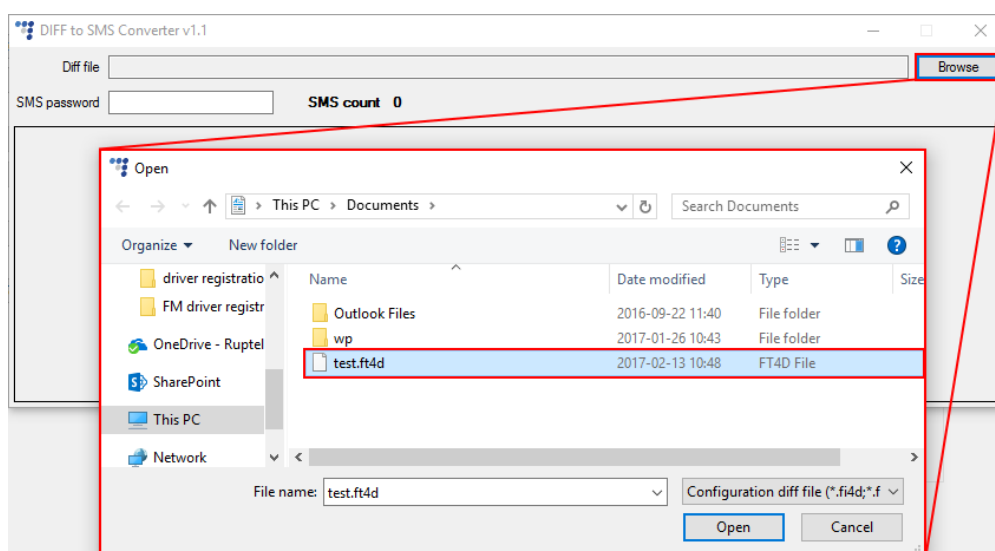 DIFF to SMS Converter v1.1
Diff file
Browse
SMS password
SMS count 0
Open
This PC > Documents >
Search Documents
Organize
New folder
Name
Date modified
Type
Size
driver registratio
FM driver registr
OneDrive - Ruptel
SharePoint
This PC
Network
Outlook Files 2016-09-22 11:40 File folder
wp 2017-01-26 10:43 File folder
test.ft4d 2017-02-13 10:48 FT4D File
File name: test.ft4d
Configuration diff file (*.fi4d;*.f
Open
Cancel